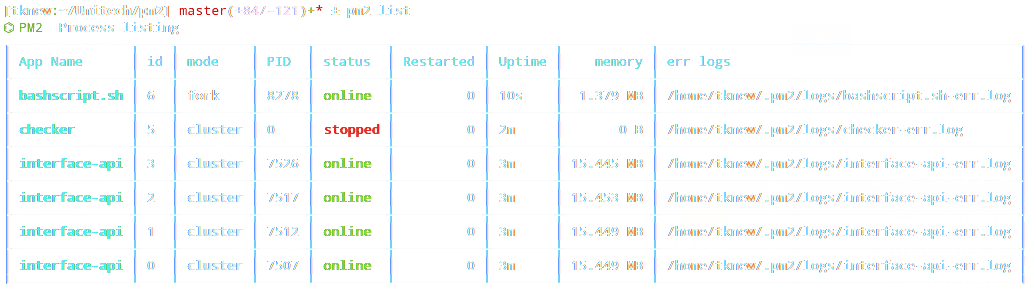 [tknew:~/Unitech/pm2] master(+847-121)+* ± pm2 list
PM2 Process listing
App Name id mode PID status Restarted Uptime memory err logs
bashscript.sh 6 fork 8278 online 0 10s 1.379 MB /home/tknew/.pm2/logs/bashscript.sh-err.log
checker 5 cluster 0 stopped 0 2m 0 B /home/tknew/.pm2/logs/checker-err.log
interface-api 3 cluster 7526 online 0 3m 15.445 MB /home/tknew/.pm2/logs/interface-api-err.log
interface-api 2 cluster 7517 online 0 3m 15.453 MB /home/tknew/.pm2/logs/interface-api-err.log
interface-api 1 cluster 7512 online 0 3m 15.449 MB /home/tknew/.pm2/logs/interface-api-err.log
interface-api 0 cluster 7507 online 0 3m 15.449 MB /home/tknew/.pm2/logs/interface-api-err.log